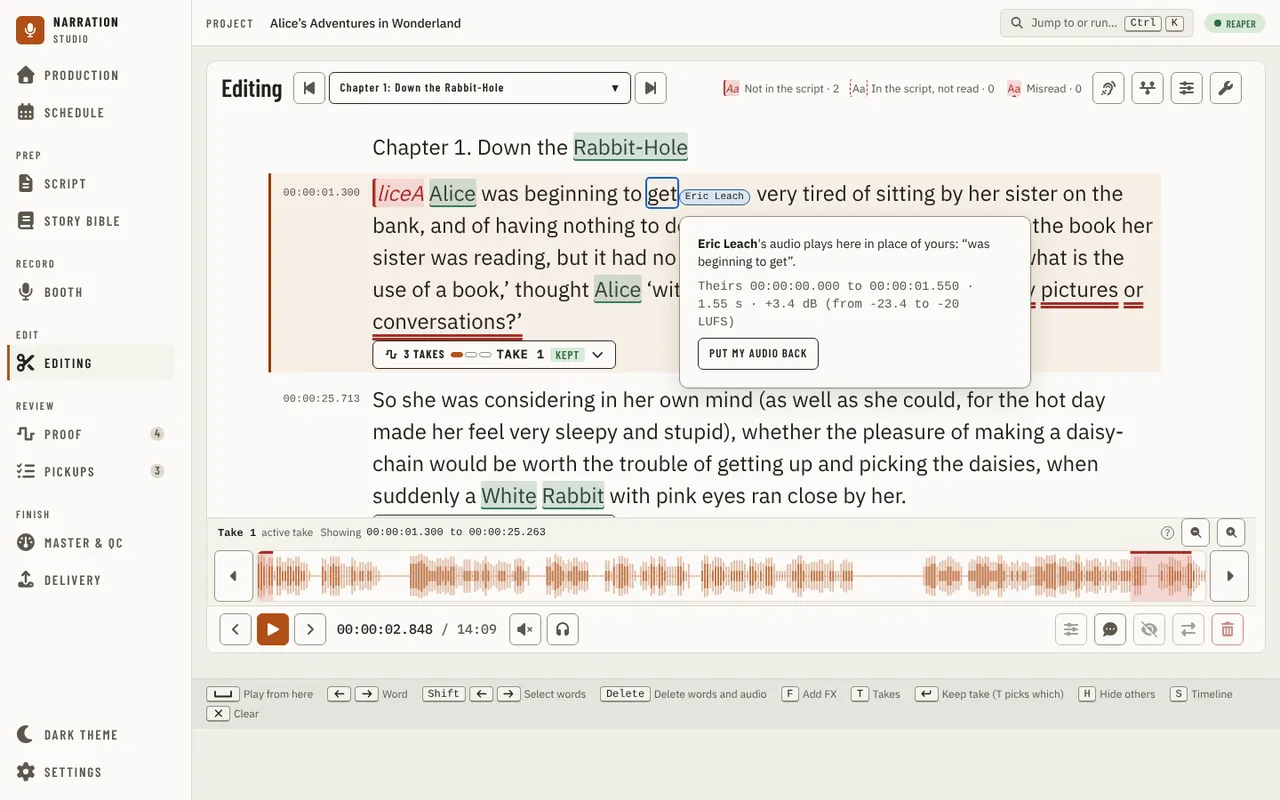 NARRATION
STUDIO
PROJECT Alice's Adventures in Wonderland
Jump to or run... Ctrl K
REAPER
PRODUCTION
SCHEDULE
PREP
SCRIPT
STORY BIBLE
RECORD
BOOTH
EDIT
EDITING
REVIEW
PROOF 4
PICKUPS 3
FINISH
MASTER & QC
DELIVERY
DARK THEME
SETTINGS
Editing Chapter 1: Down the Rabbit-Hole
Aa Not in the script · 2 Aa In the script, not read · 0 Aa Misread · 0
Chapter 1. Down the Rabbit-Hole
00:00:01.300 liceA Alice was beginning to get Eric Leach very tired of sitting by her sister on the
bank, and of having nothing to the book her
sister was reading, but it had no what is the
use of a book,’ thought Alice pictures or
conversations?’
3 TAKES TAKE 1 KEPT
Eric Leach's audio plays here in place of yours: “was
beginning to get”.
Theirs 00:00:00.000 to 00:00:01.550 ·
1.55 s · +3.4 dB (from -23.4 to -20
LUFS)
PUT MY AUDIO BACK
00:00:25.713 So she was considering in her own mind (as well as she could, for the hot day
made her feel very sleepy and stupid), whether the pleasure of making a daisy-
chain would be worth the trouble of getting up and picking the daisies, when
suddenly a White Rabbit with pink eyes ran close by her.
Take 1 active take Showing 00:00:01.300 to 00:00:25.263
00:00:02.848 / 14:09
Play from here Word Shift Select words Delete Delete words and audio F Add FX T Takes Keep take (T picks which) H Hide others S Timeline
Clear